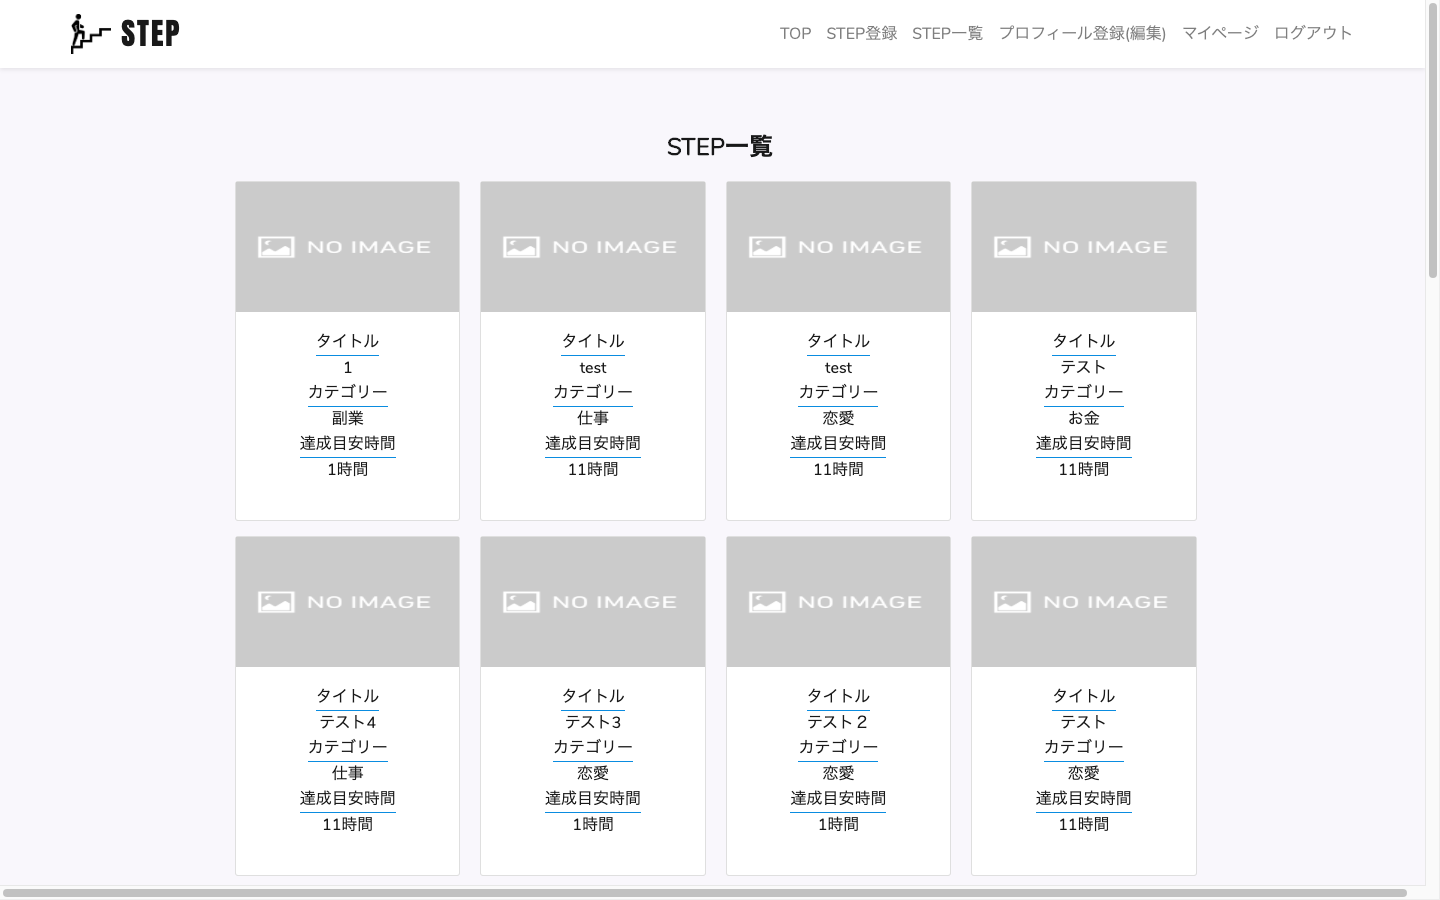 STEP
TOP STEP登録 STEP一覧 プロフィール登録(編集) マイページ ログアウト
STEP一覧
NO IMAGE
タイトル
1
カテゴリー
副業
達成目安時間
1時間
NO IMAGE
タイトル
test
カテゴリー
仕事
達成目安時間
11時間
NO IMAGE
タイトル
test
カテゴリー
恋愛
達成目安時間
11時間
NO IMAGE
タイトル
テスト
カテゴリー
お金
達成目安時間
11時間
NO IMAGE
タイトル
テスト4
カテゴリー
仕事
達成目安時間
11時間
NO IMAGE
タイトル
テスト3
カテゴリー
恋愛
達成目安時間
1時間
NO IMAGE
タイトル
テスト２
カテゴリー
恋愛
達成目安時間
1時間
NO IMAGE
タイトル
テスト
カテゴリー
恋愛
達成目安時間
11時間